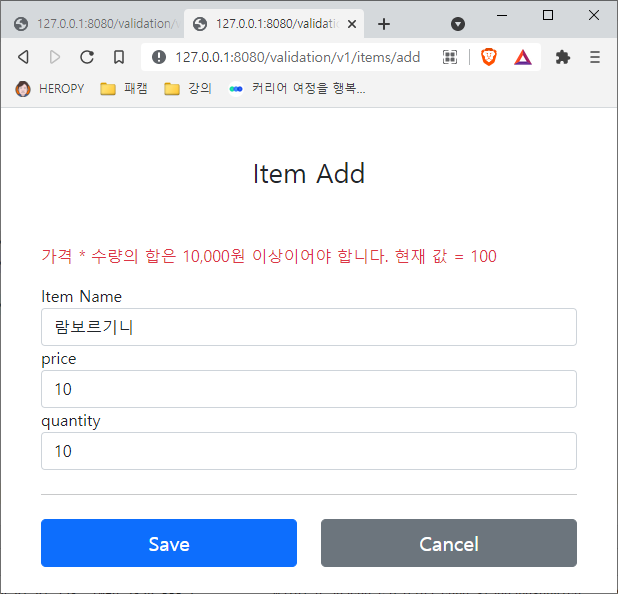 127.0.0.1:8080/validation/v
127.0.0.1:8080/validatio
127.0.0.1:8080/validation/v1/items/add
HEROPY 패캠 강의 커리어 여정을 행복...
Item Add
가격 * 수량의 합은 10,000원 이상이어야 합니다. 현재 값 = 100
Item Name
람보르기니
price
10
quantity
10
Save Cancel